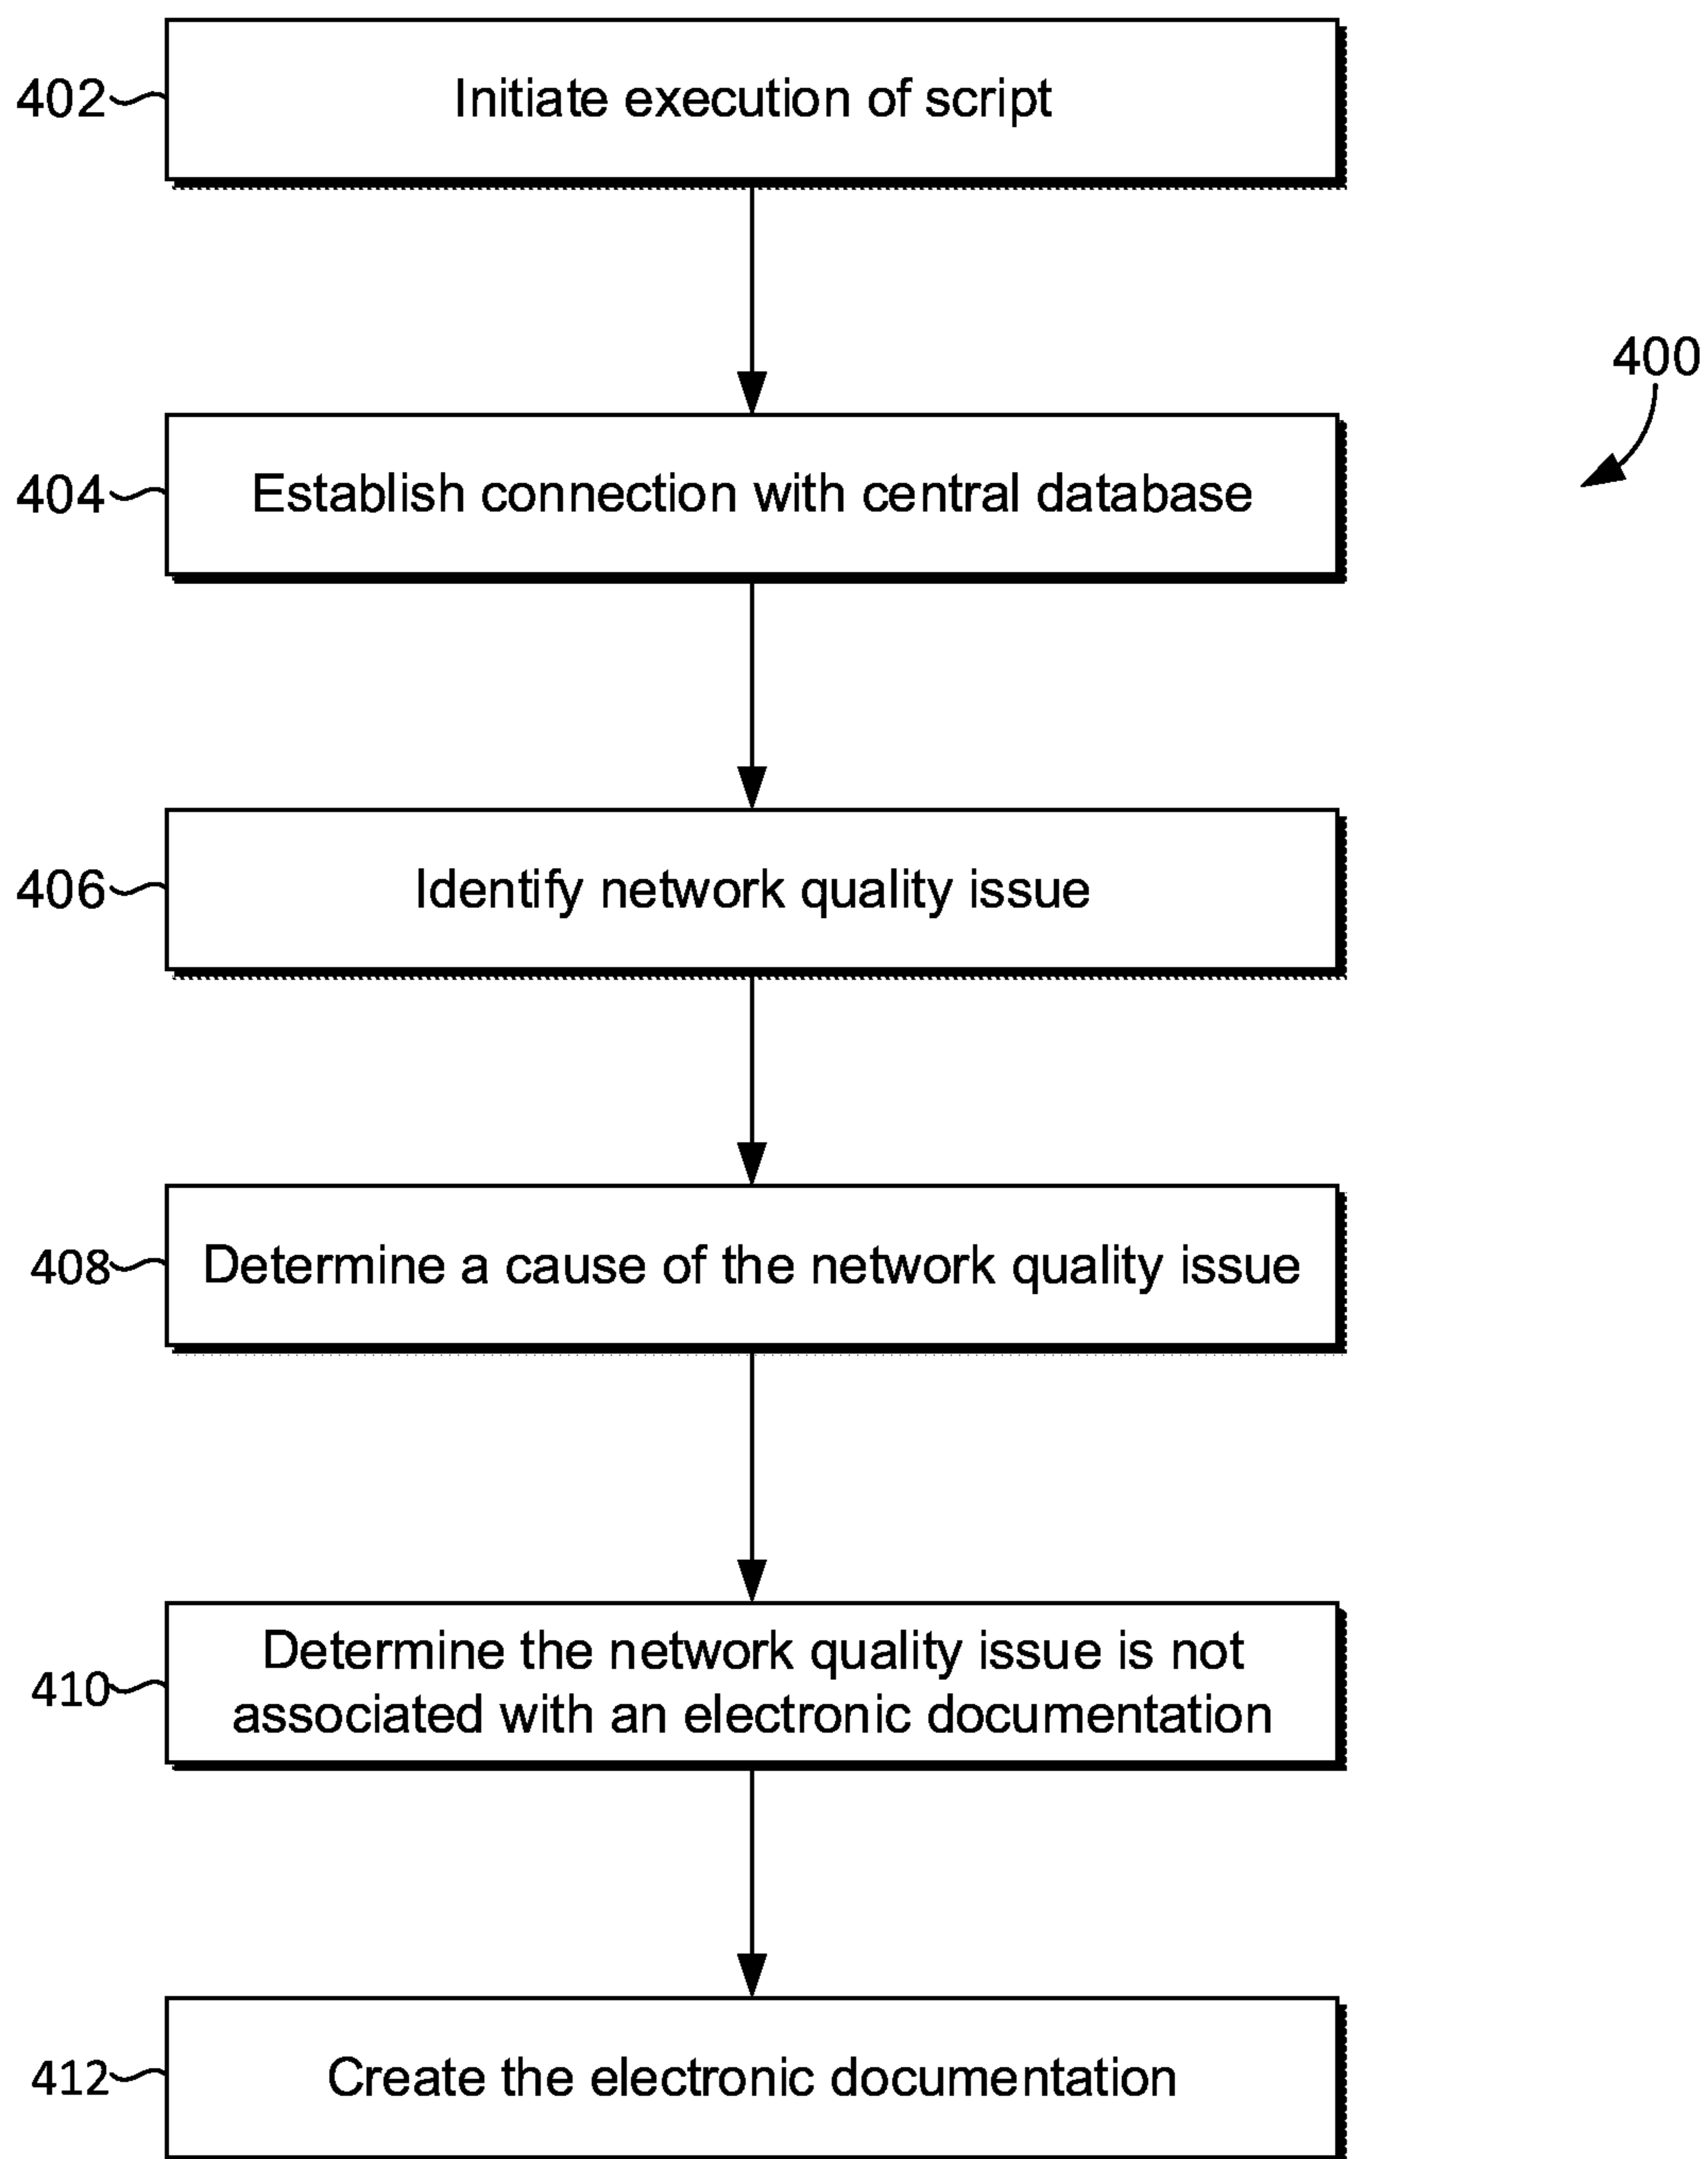 402
Initiate execution of script
400
404
Establish connection with central database
406
Identify network quality issue
408
Determine a cause of the network quality issue
410
Determine the network quality issue is not
associated with an electronic documentation
412
Create the electronic documentation